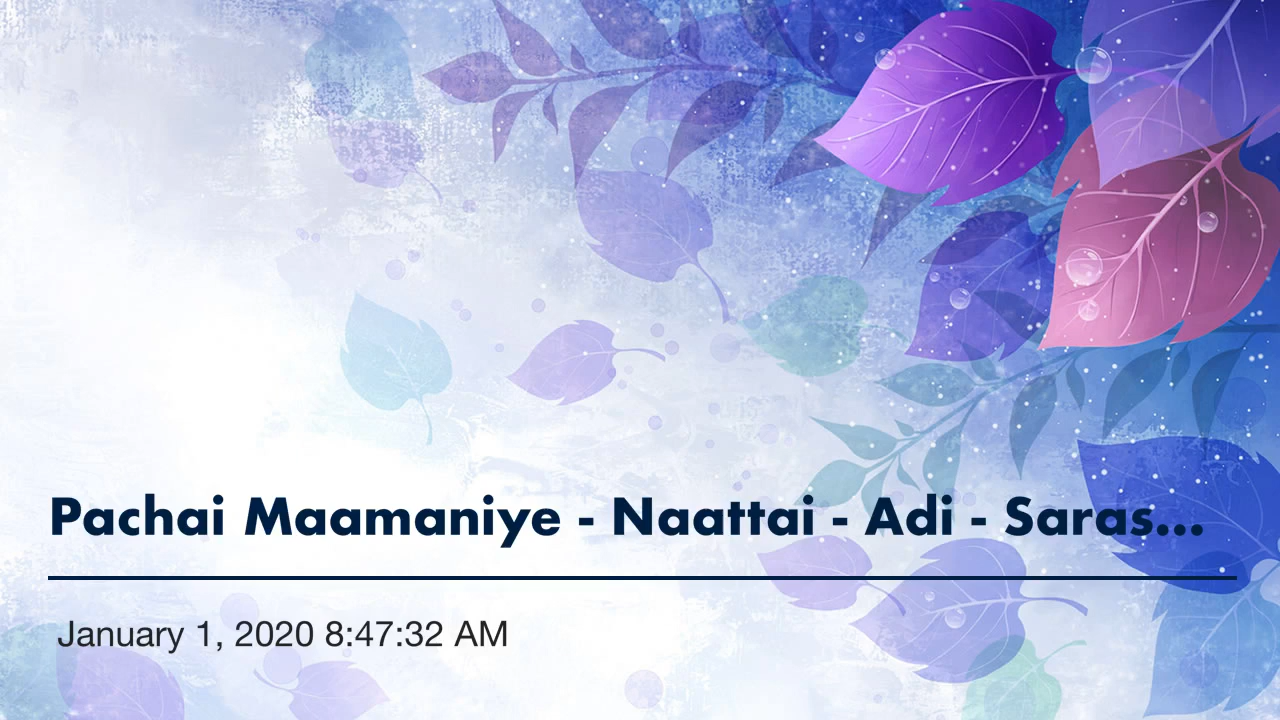 Pachai Maamaniye - Naattai - Adi - Saras...
January 1, 2020 8:47:32 AM